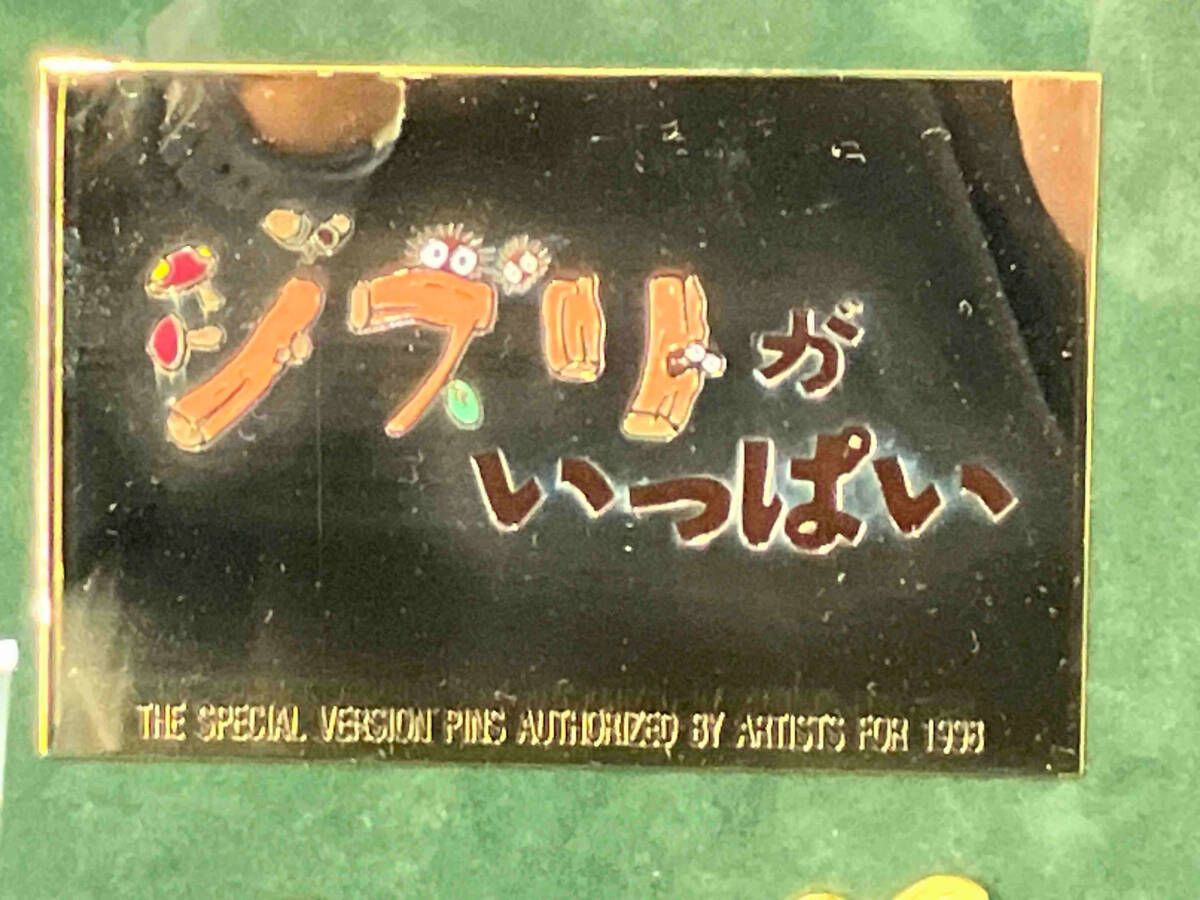 ジブリが
いっぱい
THE SPECIAL VERSION PINS AUTHORIZED BY ARTISTS FOR 1998